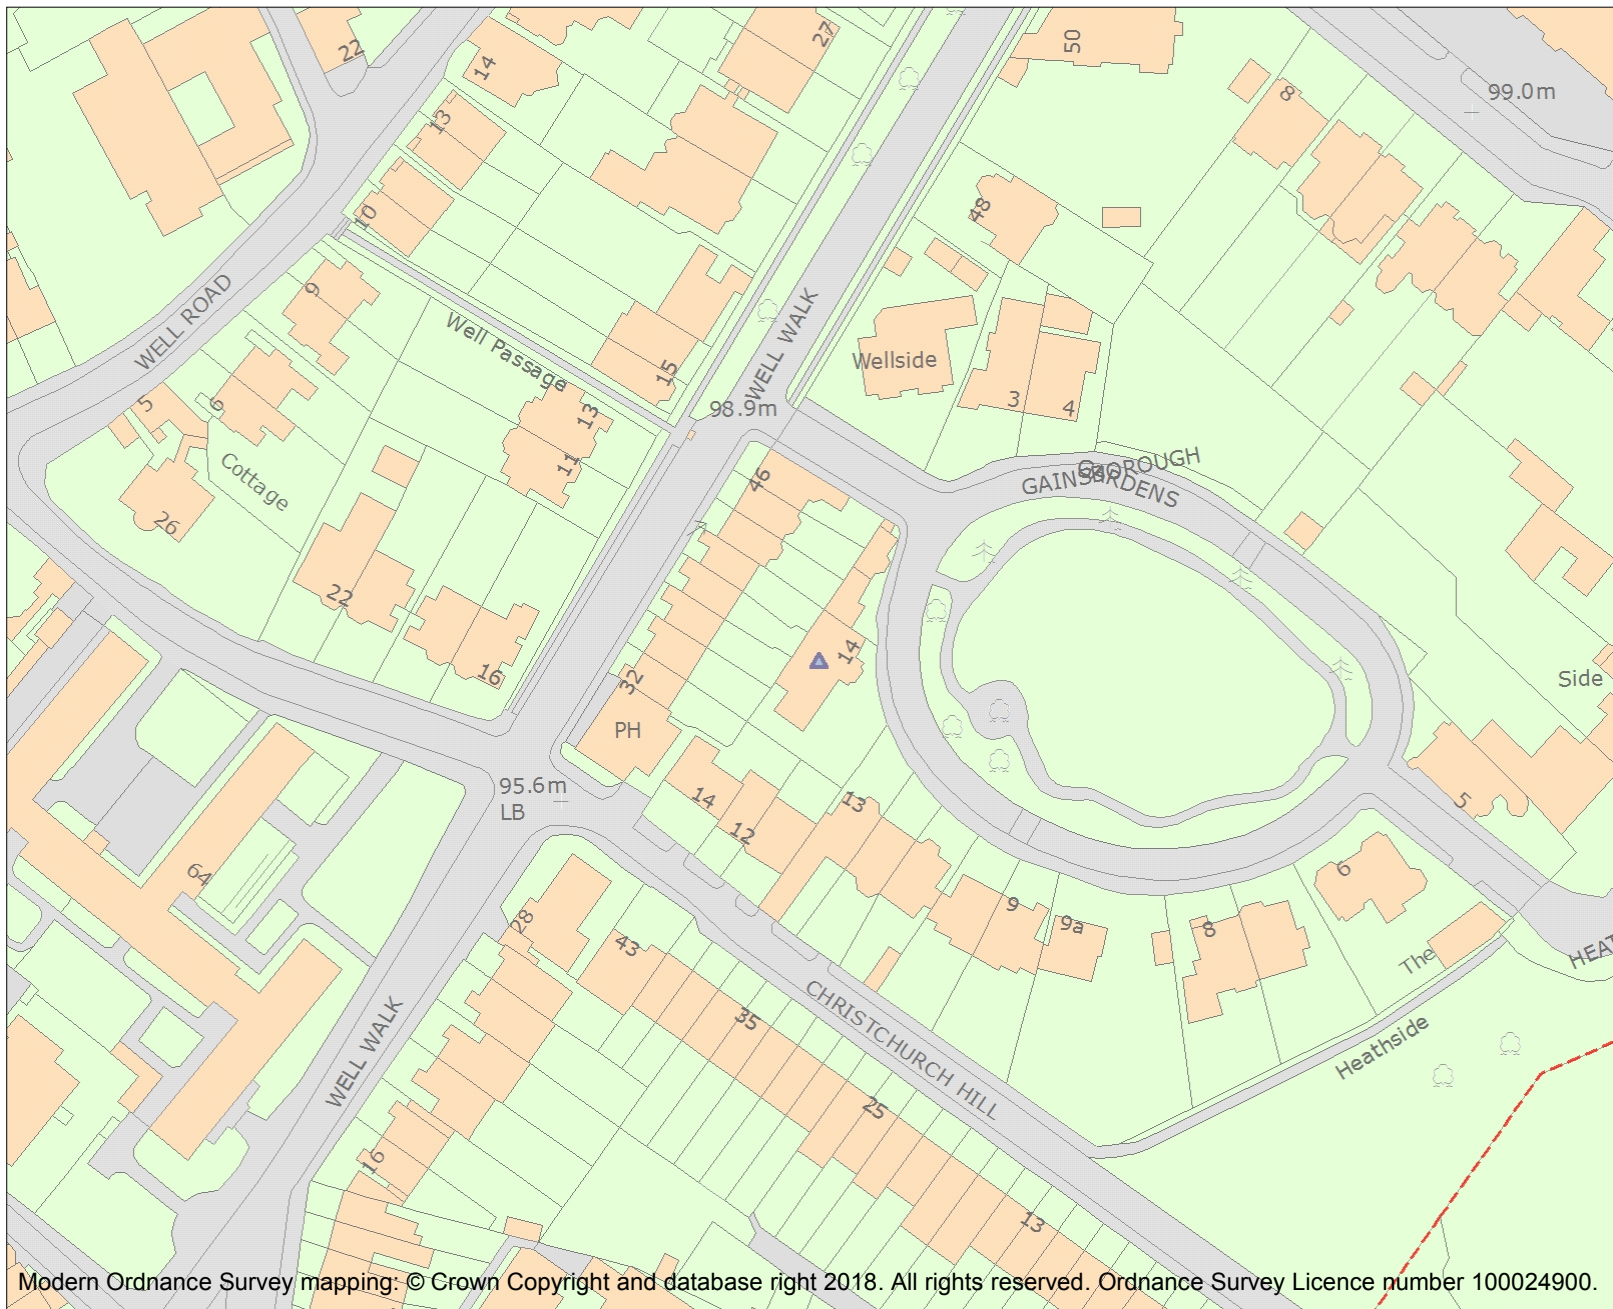 22
14
27
50
99.0m
8
13
10
48
9
WELL ROAD
Well Passage
15
WELL WALK
Wellside
98.9m
3
4
5
6
13
11
46
Cottage
26
GAINSBOROUGH
GARDENS
22
14
16
32
Side
PH
95.6m
LB
14
12
13
5
64
6
9
9a
8
28
43
The
HEAT
CHRISTCHURCH HILL
35
WELL WALK
Heathside
25
16
13
Modern Ordnance Survey mapping: © Crown Copyright and database right 2018. All rights reserved. Ordnance Survey Licence number 100024900.